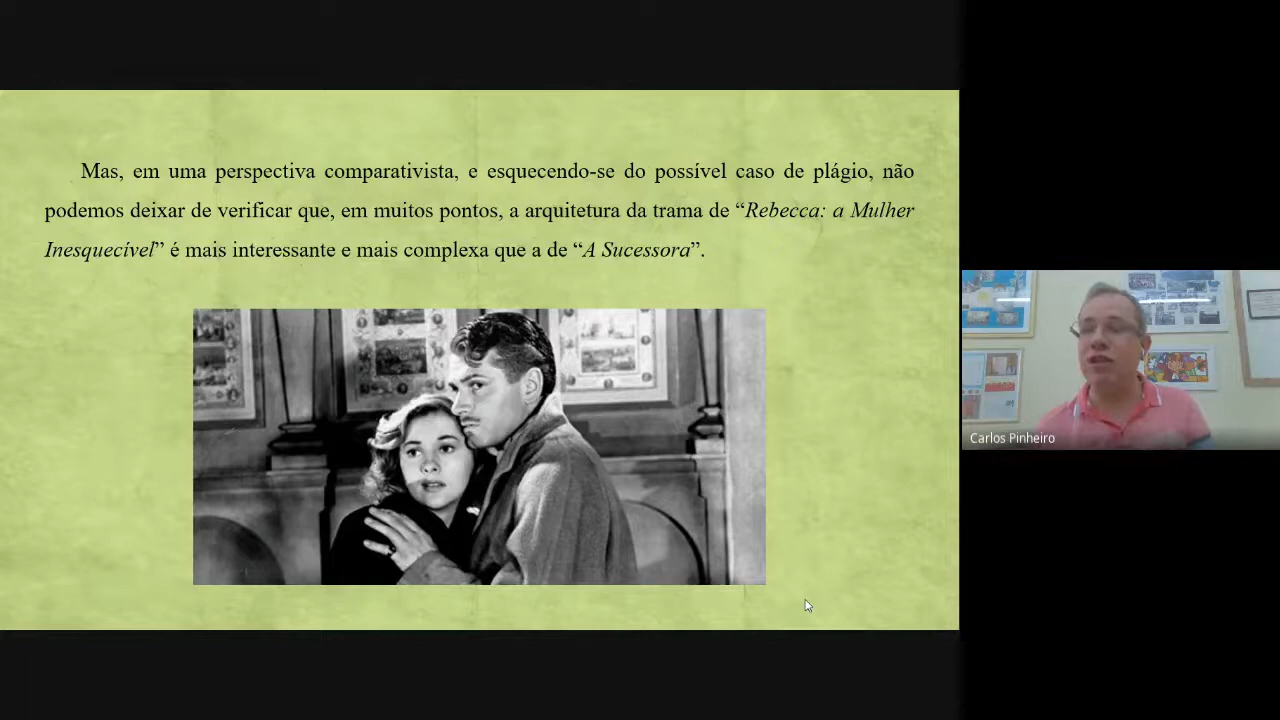 Mas, em uma perspectiva comparativista, e esquecendo-se do possível caso de plágio, não
podemos deixar de verificar que, em muitos pontos, a arquitetura da trama de “Rebecca: a Mulher
Inesquecível” é mais interessante e mais complexa que a de “A Sucessora”.
Carlos Pinheiro